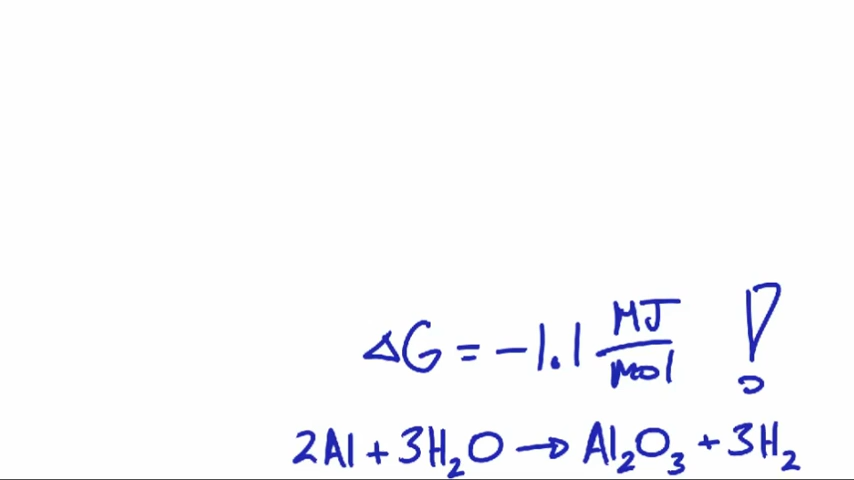 ΔG = -1.1 MJ/mol !
2Al + 3H₂O → Al₂O₃ + 3H₂